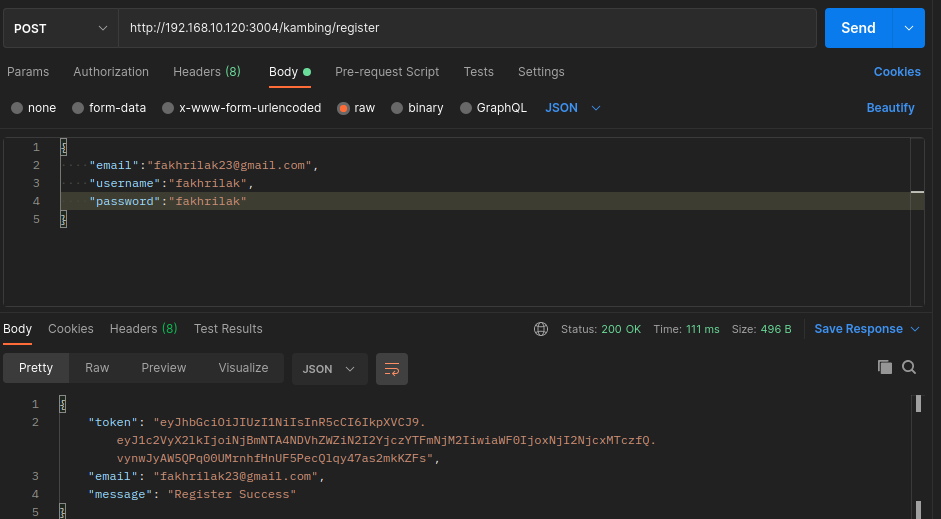 POST http://192.168.10.120:3004/kambing/register Send
Params Authorization Headers (8) Body Pre-request Script Tests Settings Cookies
none form-data x-www-form-urlencoded raw binary GraphQL JSON Beautify
1 {
2 "email":"fakhrilak23@gmail.com",
3 "username":"fakhrilak",
4 "password":"fakhrilak"
5 }
Body Cookies Headers (8) Test Results Status: 200 OK Time: 111 ms Size: 496 B Save Response
Pretty Raw Preview Visualize JSON
1 {
2 "token": "eyJhbGciOiJIUzI1NiIsInR5cCI6IkpXVCJ9.
eyJ1c2VyX2lkIjoiNjBmNTA4NDVhZWZiN2I2YjczYTFmNjM2IiwiaWF0IjoxNjI2NjcxMTczfQ.
vynwJyAW5QPq00UMrnhfHnUF5PecQlqy47as2mkKZFs",
3 "email": "fakhrilak23@gmail.com",
4 "message": "Register Success"
5 }